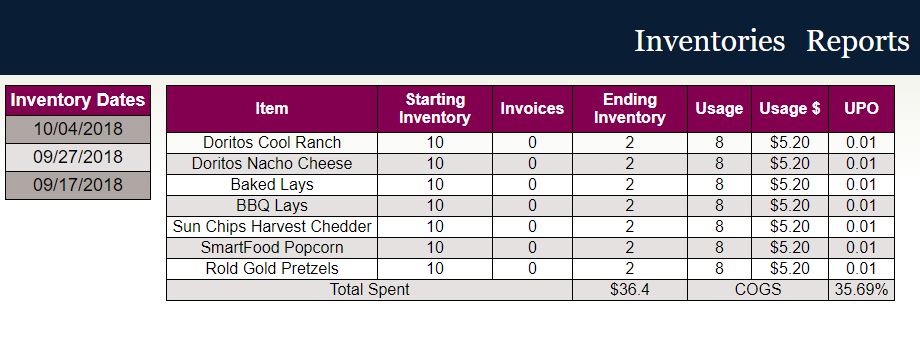 Inventories Reports
Inventory Dates
10/04/2018
09/27/2018
09/17/2018
Item Starting Inventory Invoices Ending Inventory Usage Usage $ UPO
Doritos Cool Ranch 10 0 2 8 $5.20 0.01
Doritos Nacho Cheese 10 0 2 8 $5.20 0.01
Baked Lays 10 0 2 8 $5.20 0.01
BBQ Lays 10 0 2 8 $5.20 0.01
Sun Chips Harvest Chedder 10 0 2 8 $5.20 0.01
SmartFood Popcorn 10 0 2 8 $5.20 0.01
Rold Gold Pretzels 10 0 2 8 $5.20 0.01
Total Spent $36.4 COGS 35.69%